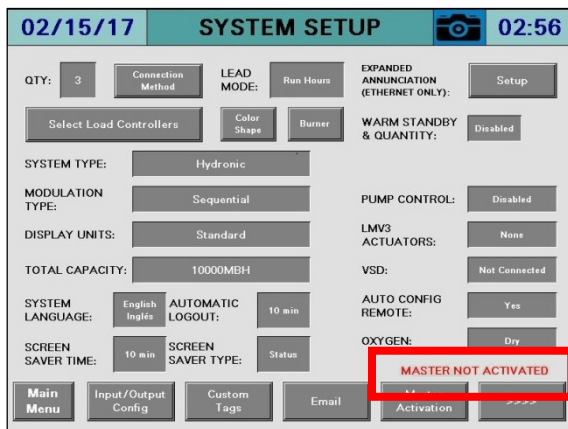 02/15/17 SYSTEM SETUP 02:56
QTY: 3 Connection Method LEAD MODE: Run Hours EXPANDED ANNUNCIATION (ETHERNET ONLY): Setup
Select Load Controllers Color Shape Burner WARM STANDBY & QUANTITY: Disabled
SYSTEM TYPE: Hydronic
MODULATION TYPE: Sequential PUMP CONTROL: Disabled
DISPLAY UNITS: Standard LMV3 ACTUATORS: None
TOTAL CAPACITY: 10000MBH VSD: Not Connected
SYSTEM LANGUAGE: English Inglés AUTOMATIC LOGOUT: 10 min AUTO CONFIG REMOTE: Yes
SCREEN SAVER TIME: 10 min SCREEN SAVER TYPE: Status OXYGEN: Dry
MASTER NOT ACTIVATED
Main Menu Input/Output Config Custom Tags Email Activation